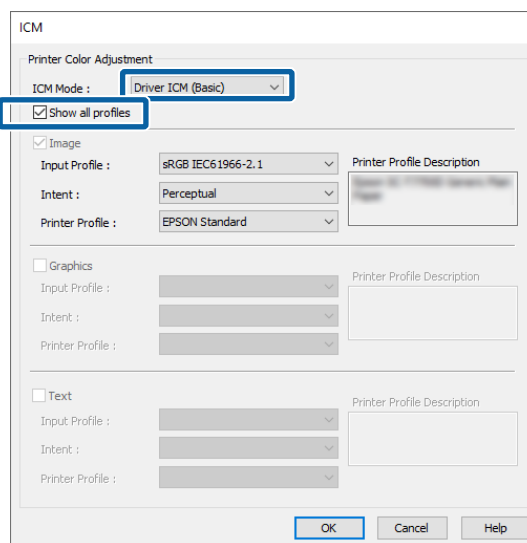 ICM
Printer Color Adjustment
ICM Mode : Driver ICM (Basic)
Show all profiles
Image
Input Profile : sRGB IEC61966-2.1 Printer Profile Description
Intent : Perceptual
Printer Profile : EPSON Standard
Graphics
Input Profile : Printer Profile Description
Intent :
Printer Profile :
Text
Input Profile : Printer Profile Description
Intent :
Printer Profile :
OK Cancel Help